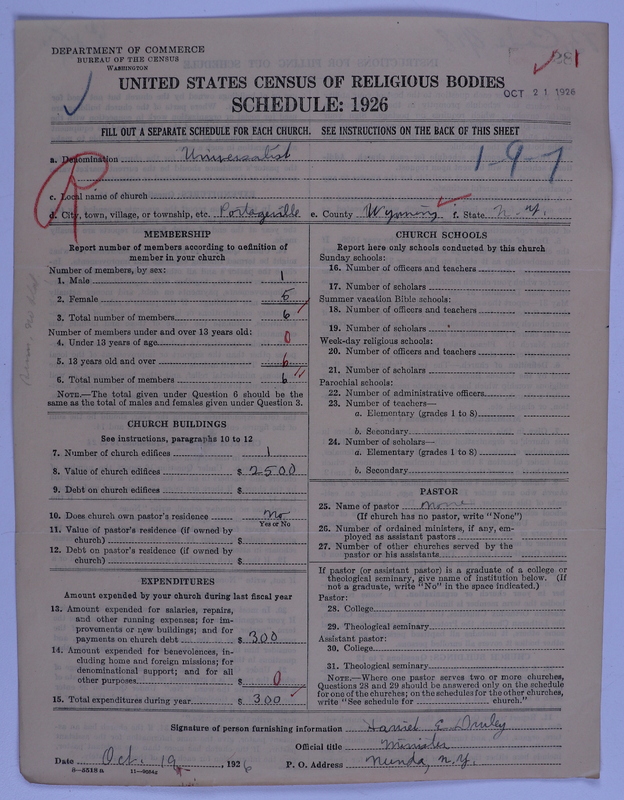 DEPARTMENT OF COMMERCE
BUREAU OF THE CENSUS
WASHINGTON
OCT 21 1926
UNITED STATES CENSUS OF RELIGIOUS BODIES
SCHEDULE: 1926
FILL OUT A SEPARATE SCHEDULE FOR EACH CHURCH. SEE INSTRUCTIONS ON THE BACK OF THIS SHEET
a. Denomination Universalist
1-9-7
R
c. Local name of church
d. City, town, village, or township, etc. Portageville e. County Wyoming f. State N.Y.
MEMBERSHIP
Report number of members according to definition of
member in your church
Number of members, by sex:
1. Male 1
2. Female 5
3. Total number of members 6
Number of members under and over 13 years old:
4. Under 13 years of age 0
5. 13 years old and over 6
6. Total number of members 6
NOTE.—The total given under Question 6 should be
same as the total of males and females given under Question 3.
CHURCH BUILDINGS
See instructions, paragraphs 10 to 12
7. Number of church edifices 1
8. Value of church edifices $ 2500
9. Debt on church edifices $
10. Does church own pastor's residence No
Yes or No
11. Value of pastor's residence (if owned by
church) $
12. Debt on pastor's residence (if owned by
church) $
EXPENDITURES
Amount expended by your church during last fiscal year
13. Amount expended for salaries, repairs,
and other running expenses; for im-
provements or new buildings; and for
payments on church debt $ 300
14. Amount expended for benevolences, in-
cluding home and foreign missions; for
denominational support; and for all
other purposes $ 0
15. Total expenditures during year $ 300
CHURCH SCHOOLS
Report here only schools conducted by this church
Sunday schools:
16. Number of officers and teachers
17. Number of scholars
Summer vacation Bible schools:
18. Number of officers and teachers
19. Number of scholars
Week-day religious schools:
20. Number of officers and teachers
21. Number of scholars
Parochial schools:
22. Number of administrative officers
23. Number of teachers—
a. Elementary (grades 1 to 8)
b. Secondary
24. Number of scholars—
a. Elementary (grades 1 to 8)
b. Secondary
PASTOR
25. Name of pastor None
(If church has no pastor, write "None")
26. Number of ordained ministers, if any, em-
ployed as assistant pastors
27. Number of other churches served by the
pastor or his assistants
If pastor (or assistant pastor) is a graduate of a college or
theological seminary, give name of institution below. (If
not a graduate, write "No" in the space indicated.)
Pastor:
28. College
29. Theological seminary
Assistant pastor:
30. College
31. Theological seminary
NOTE.—Where one pastor serves two or more churches,
Questions 28 and 29 should be answered only on the schedule
for one of the churches; on the schedules for the other churches,
write "See schedule for church."
Signature of person furnishing information
Official title Minister
Date Oct. 19, 1926 P. O. Address Nunda, N.Y.
8-5518a